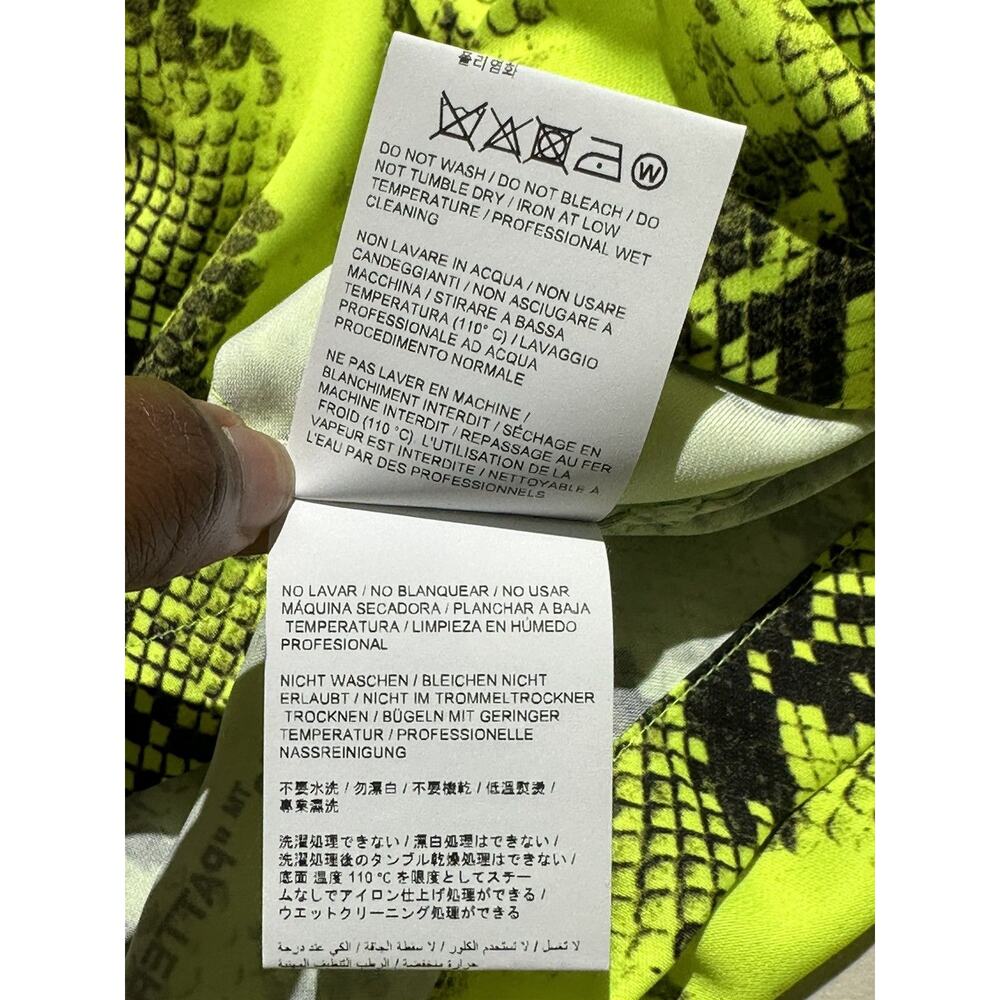 폴리염화
W
DO NOT WASH / DO NOT BLEACH / DO
NOT TUMBLE DRY / IRON AT LOW
TEMPERATURE / PROFESSIONAL WET
CLEANING
NON LAVARE IN ACQUA / NON USARE
CANDEGGIANTI / NON ASCIUGARE A
MACCHINA / STIRARE A BASSA
TEMPERATURA (110° C) / LAVAGGIO
PROFESSIONALE AD ACQUA
PROCEDIMENTO NORMALE
NE PAS LAVER EN MACHINE /
BLANCHIMENT INTERDIT / SÉCHAGE EN
MACHINE INTERDIT / REPASSAGE AU FER
FROID (110 °C). L'UTILISATION DE LA
VAPEUR EST INTERDITE / NETTOYABLE A
L'EAU PAR DES PROFESSIONNELS
NO LAVAR / NO BLANQUEAR / NO USAR
MÁQUINA SECADORA / PLANCHAR A BAJA
TEMPERATURA / LIMPIEZA EN HÚMEDO
PROFESIONAL
NICHT WASCHEN / BLEICHEN NICHT
ERLAUBT / NICHT IM TROMMELTROCKNER
TROCKNEN / BÜGELN MIT GERINGER
TEMPERATUR / PROFESSIONELLE
NASSREINIGUNG
不要水洗 / 勿漂白 / 不要機乾 / 低溫熨燙 /
專業濕洗
洗濯処理できない / 漂白処理はできない /
洗濯処理後のタンブル乾燥処理はできない /
底面 温度 110 °C を限度としてスチー
ムなしでアイロン仕上げ処理ができる /
ウエットクリーニング処理ができる
لا تغسل / لا تستخدم الكلور / لا سفطة الجافة / الكي عند درجة
حرارة منخفضة / الرطب التنظيف المهنية
"PATTER